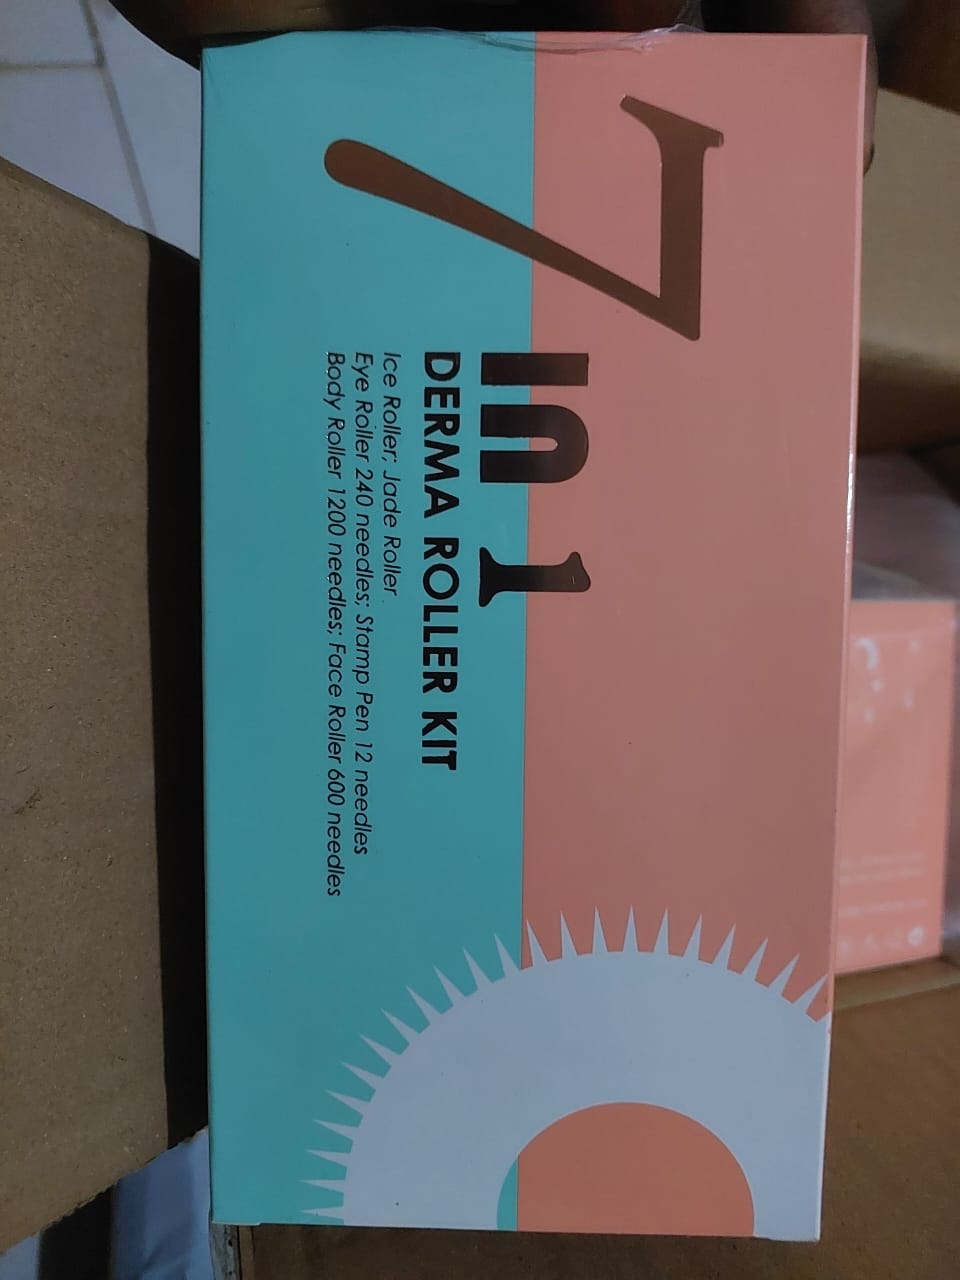 7
In 1
DERMA ROLLER KIT
Ice Roller; Jade Roller
Eye Roller 240 needles; Stamp Pen 12 needles
Body Roller 1200 needles; Face Roller 600 needles